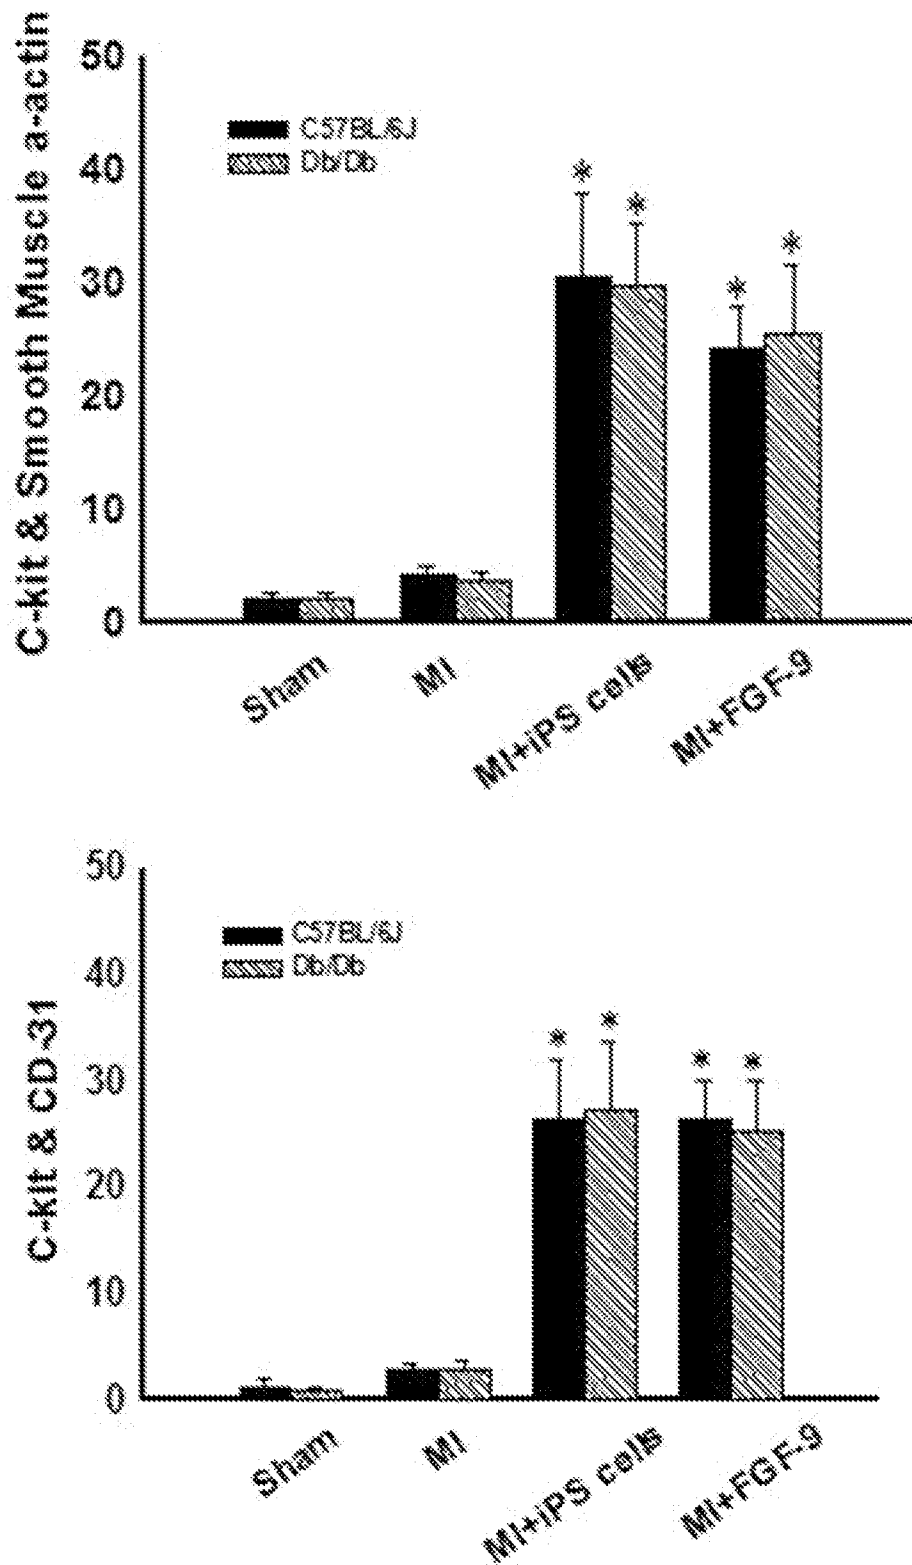 C-kit & Smooth Muscle a-actin
50
40
30
20
10
0
C57BL/6J
Db/Db
*
*
*
*
Sham
MI
MI+iPS cells
MI+FGF-9
C-kit & CD-31
50
40
30
20
10
0
C57BL/6J
Db/Db
*
*
*
*
Sham
MI
MI+iPS cells
MI+FGF-9